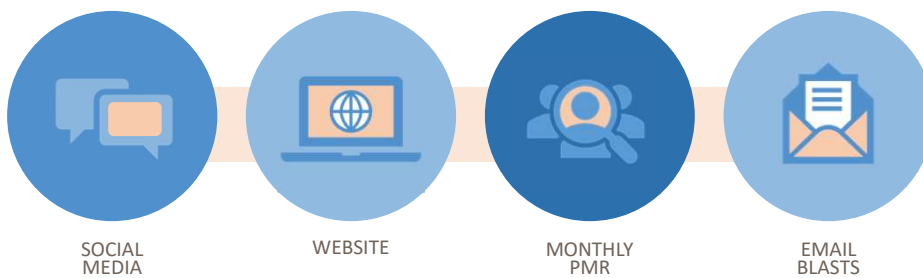 SOCIAL
MEDIA
WEBSITE
MONTHLY
PMR
EMAIL
BLASTS